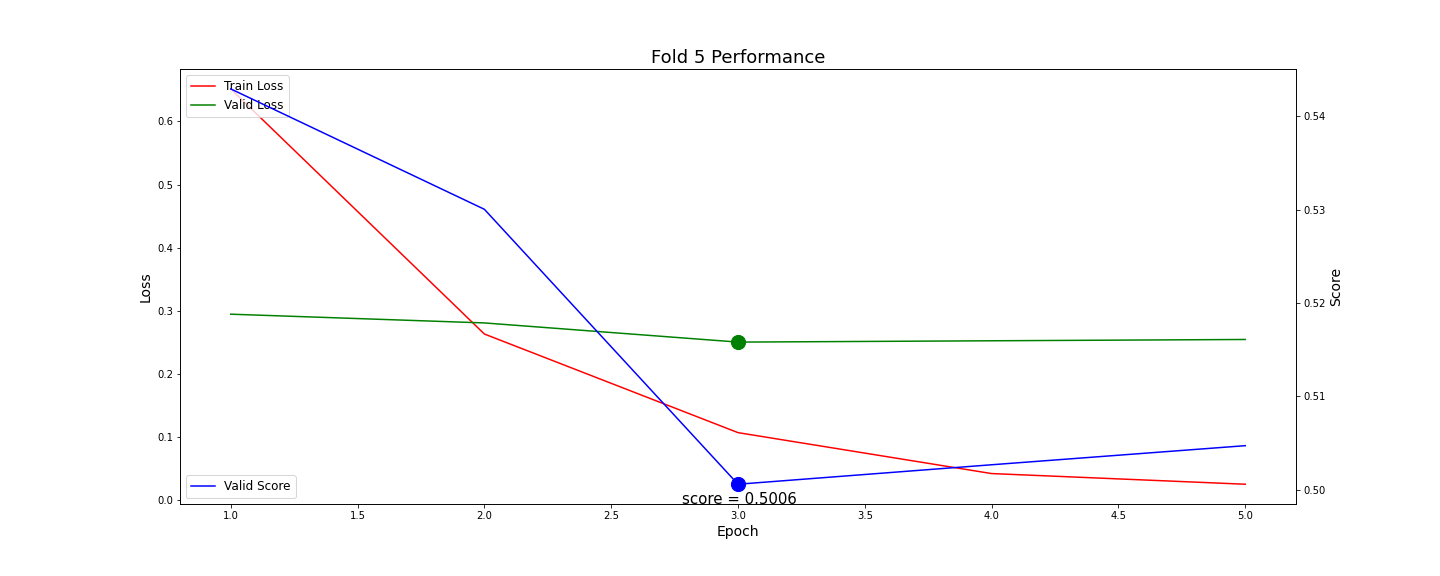 Fold 5 Performance
Train Loss
Valid Loss
0.6
0.5
0.4
0.3
0.2
0.1
0.0
Loss
0.54
0.53
0.52
0.51
0.50
Score
Valid Score
score = 0.5006
1.0 1.5 2.0 2.5 3.0 3.5 4.0 4.5 5.0
Epoch